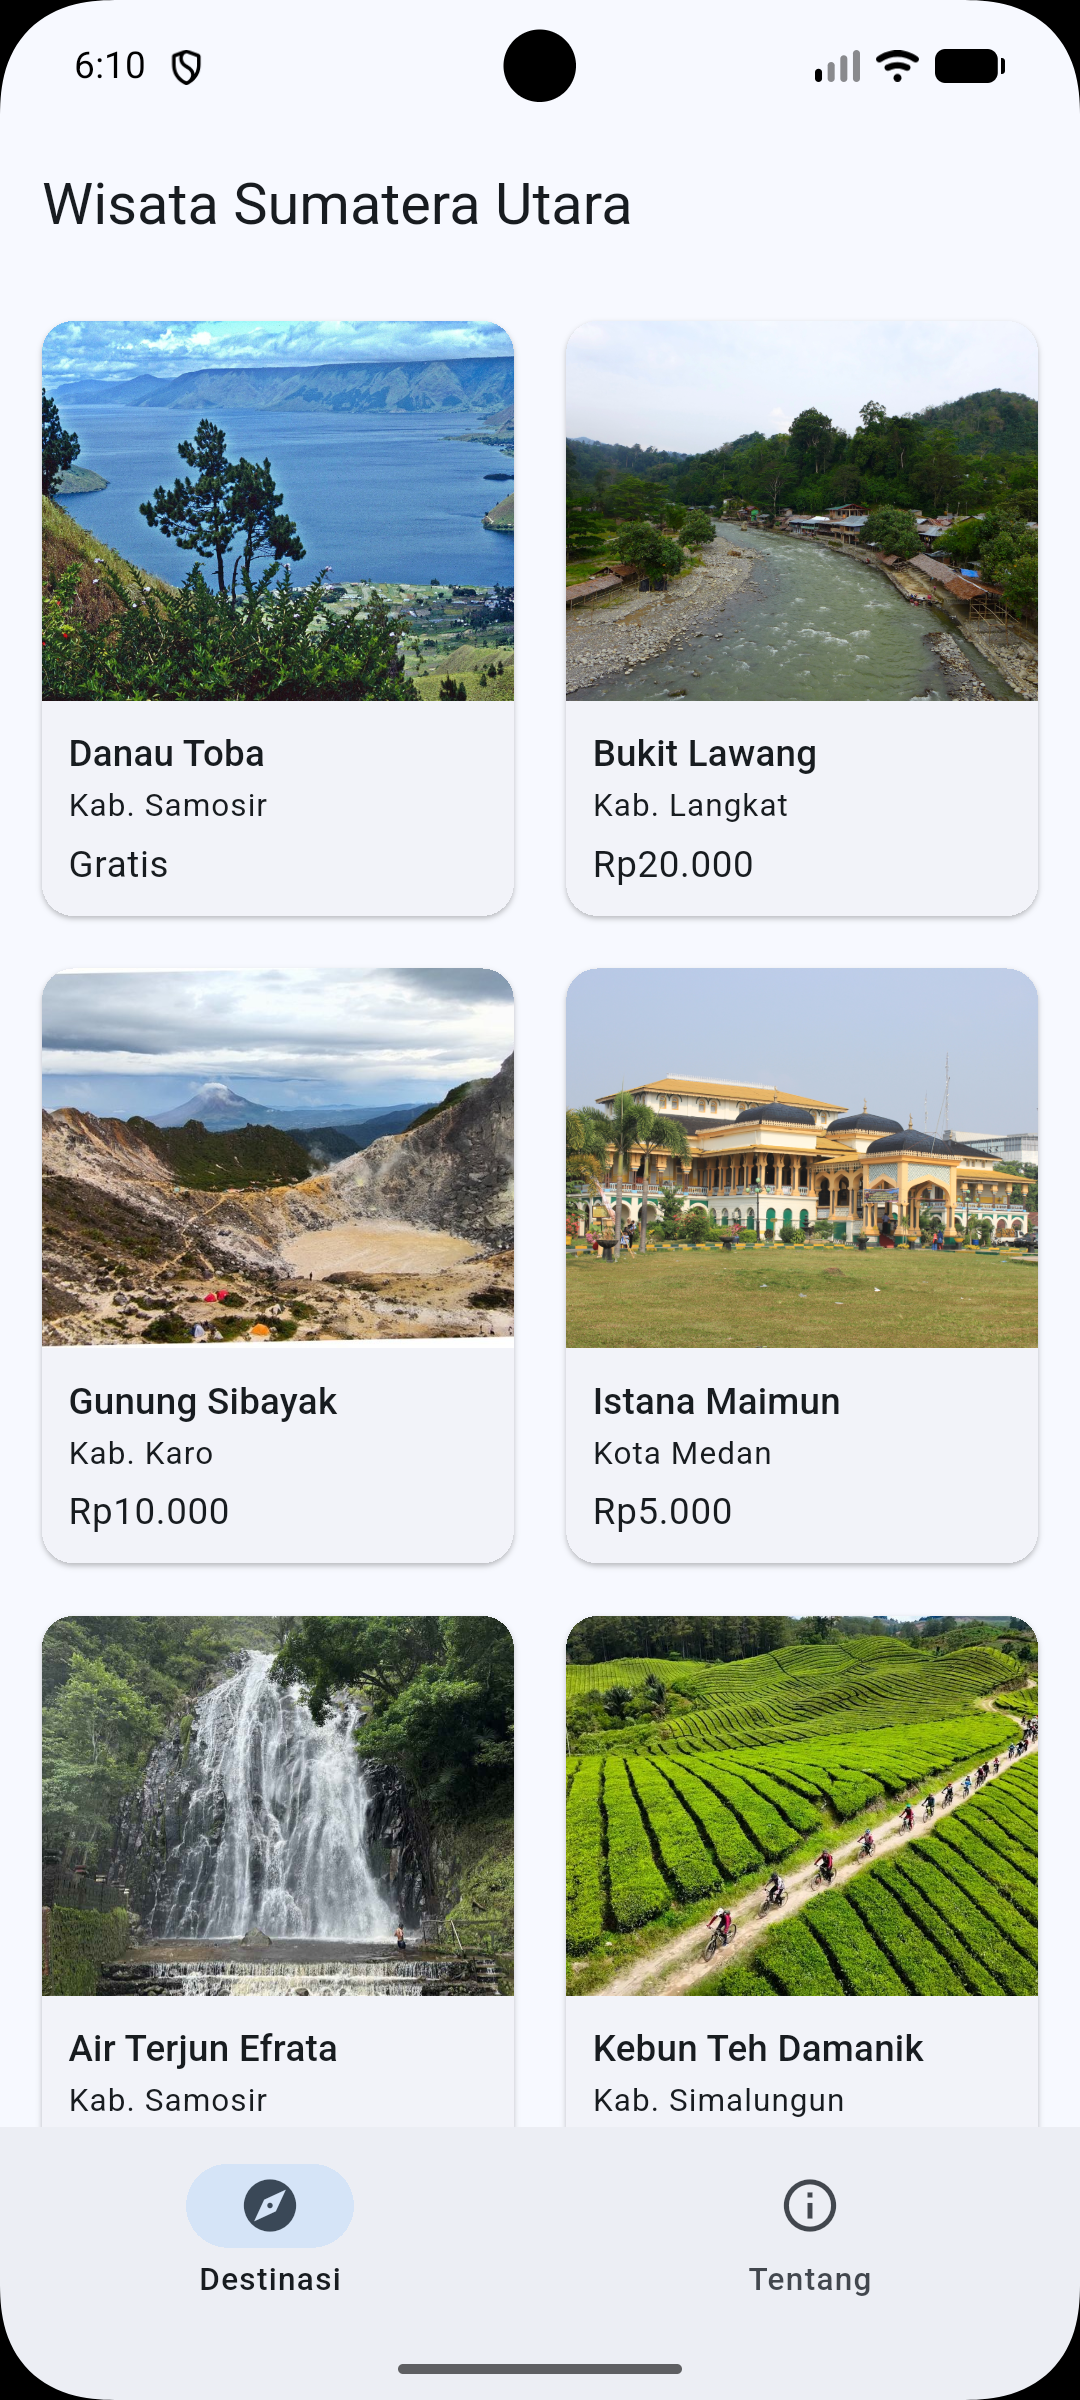 6:10
Wisata Sumatera Utara
Danau Toba
Kab. Samosir
Gratis
Bukit Lawang
Kab. Langkat
Rp20.000
Gunung Sibayak
Kab. Karo
Rp10.000
Istana Maimun
Kota Medan
Rp5.000
Air Terjun Efrata
Kab. Samosir
Kebun Teh Damanik
Kab. Simalungun
Destinasi
Tentang